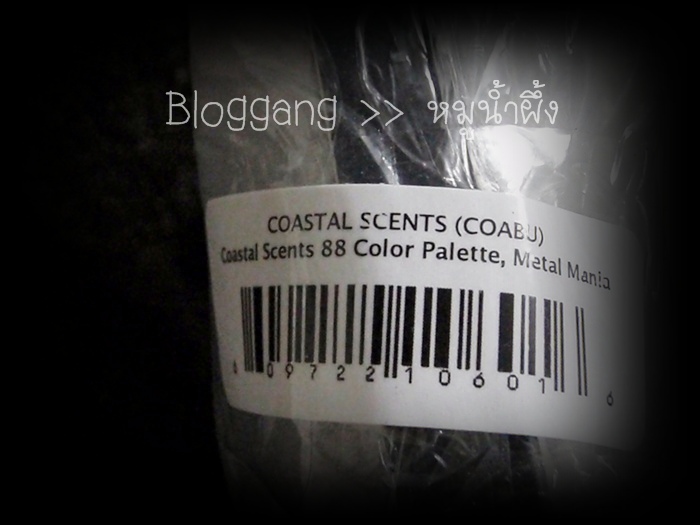 Bloggang >> หมูน้ำผึ้ง
COASTAL SCENTS (COABU)
Coastal Scents 88 Color Palette, Metal Mania
0 09722 10601 6